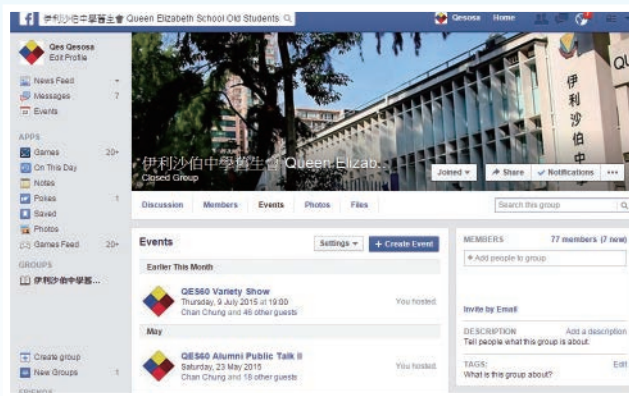 伊利沙伯中學舊生會 Queen Elizabeth School Old Students
Qesosa
Home
Qes Qesosa
Edit Profile
News Feed
Messages 7
Events
APPS
Games 20+
On This Day
Notes
Pokes 1
Saved
Photos
Games Feed 20+
GROUPS
伊利沙伯中學舊...
Create group
New Groups 1
FRIENDS
伊利沙伯中
QU
伊利沙伯中學舊生會 Queen Elizab...
Closed Group
Joined
Share
Notifications
Discussion
Members
Events
Photos
Files
Search this group
Events
Settings
+ Create Event
Earlier This Month
QES60 Variety Show
Thursday, 9 July 2015 at 19:00
Chan Chung and 46 other guests
You hosted
May
QES60 Alumni Public Talk II
Saturday, 23 May 2015
Chan Chung and 18 other guests
You hosted
MEMBERS
77 members (7 new)
+ Add people to group
Invite by Email
DESCRIPTION
Add a description
Tell people what this group is about.
TAGS:
Edit
What is this group about?